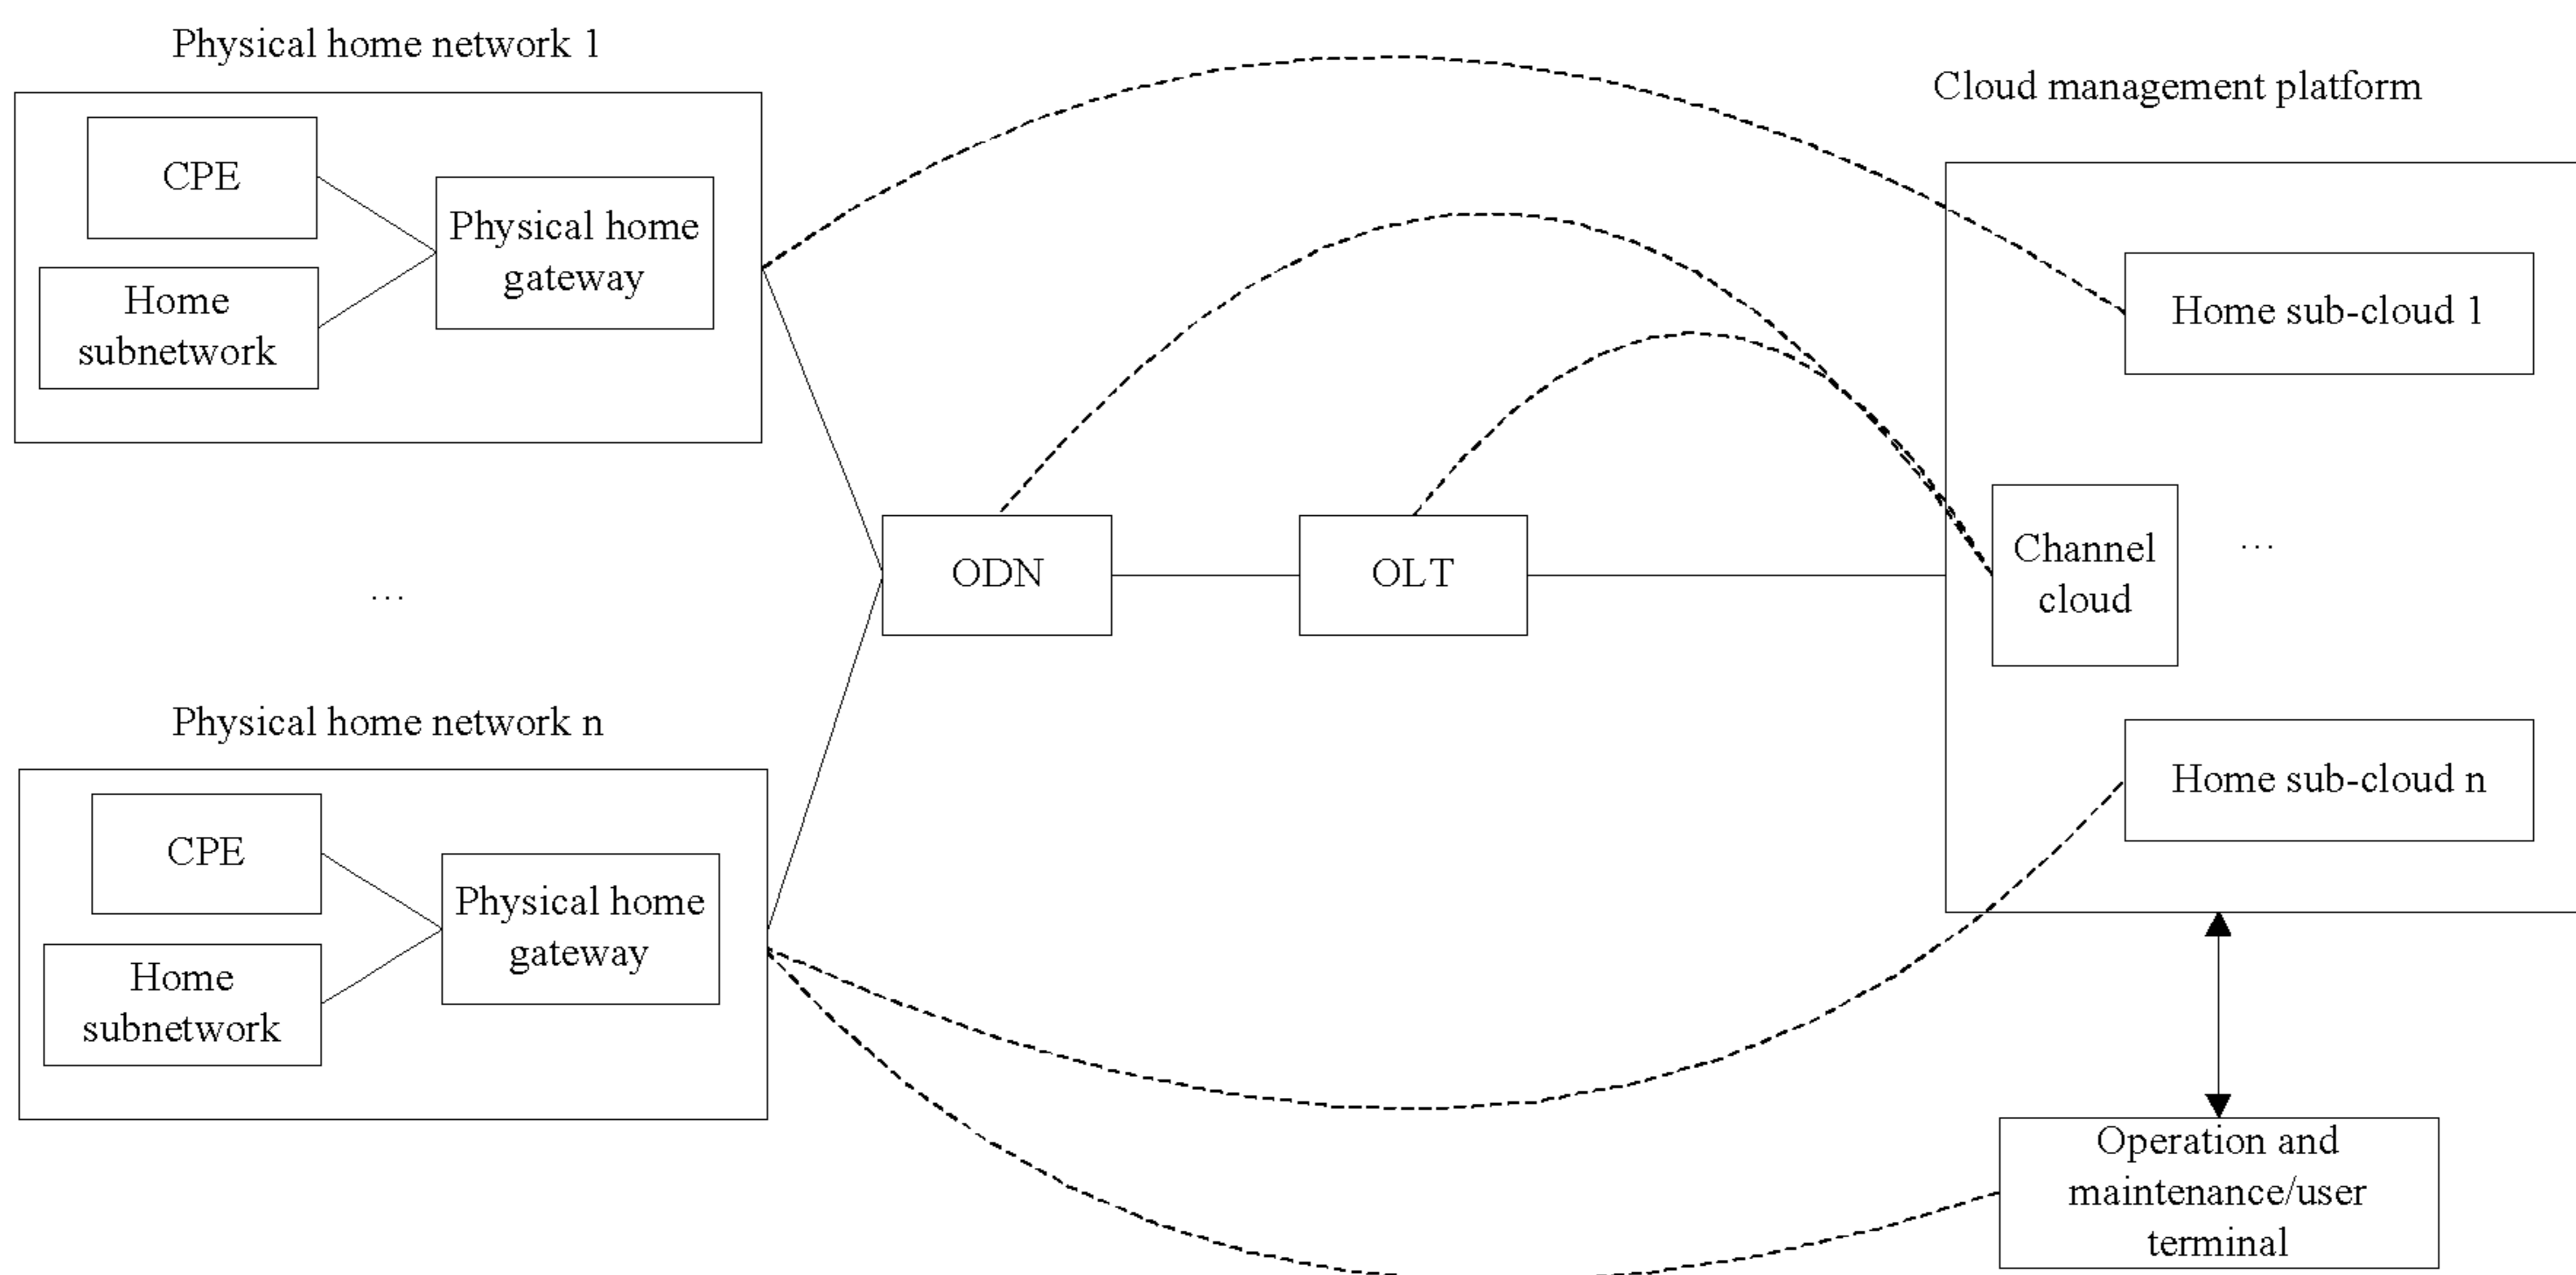 Physical home network 1
CPE
Home
subnetwork
Physical home
gateway
...
Physical home network n
CPE
Home
subnetwork
Physical home
gateway
ODN
OLT
Cloud management platform
Home sub-cloud 1
Channel
cloud
...
Home sub-cloud n
Operation and
maintenance/user
terminal